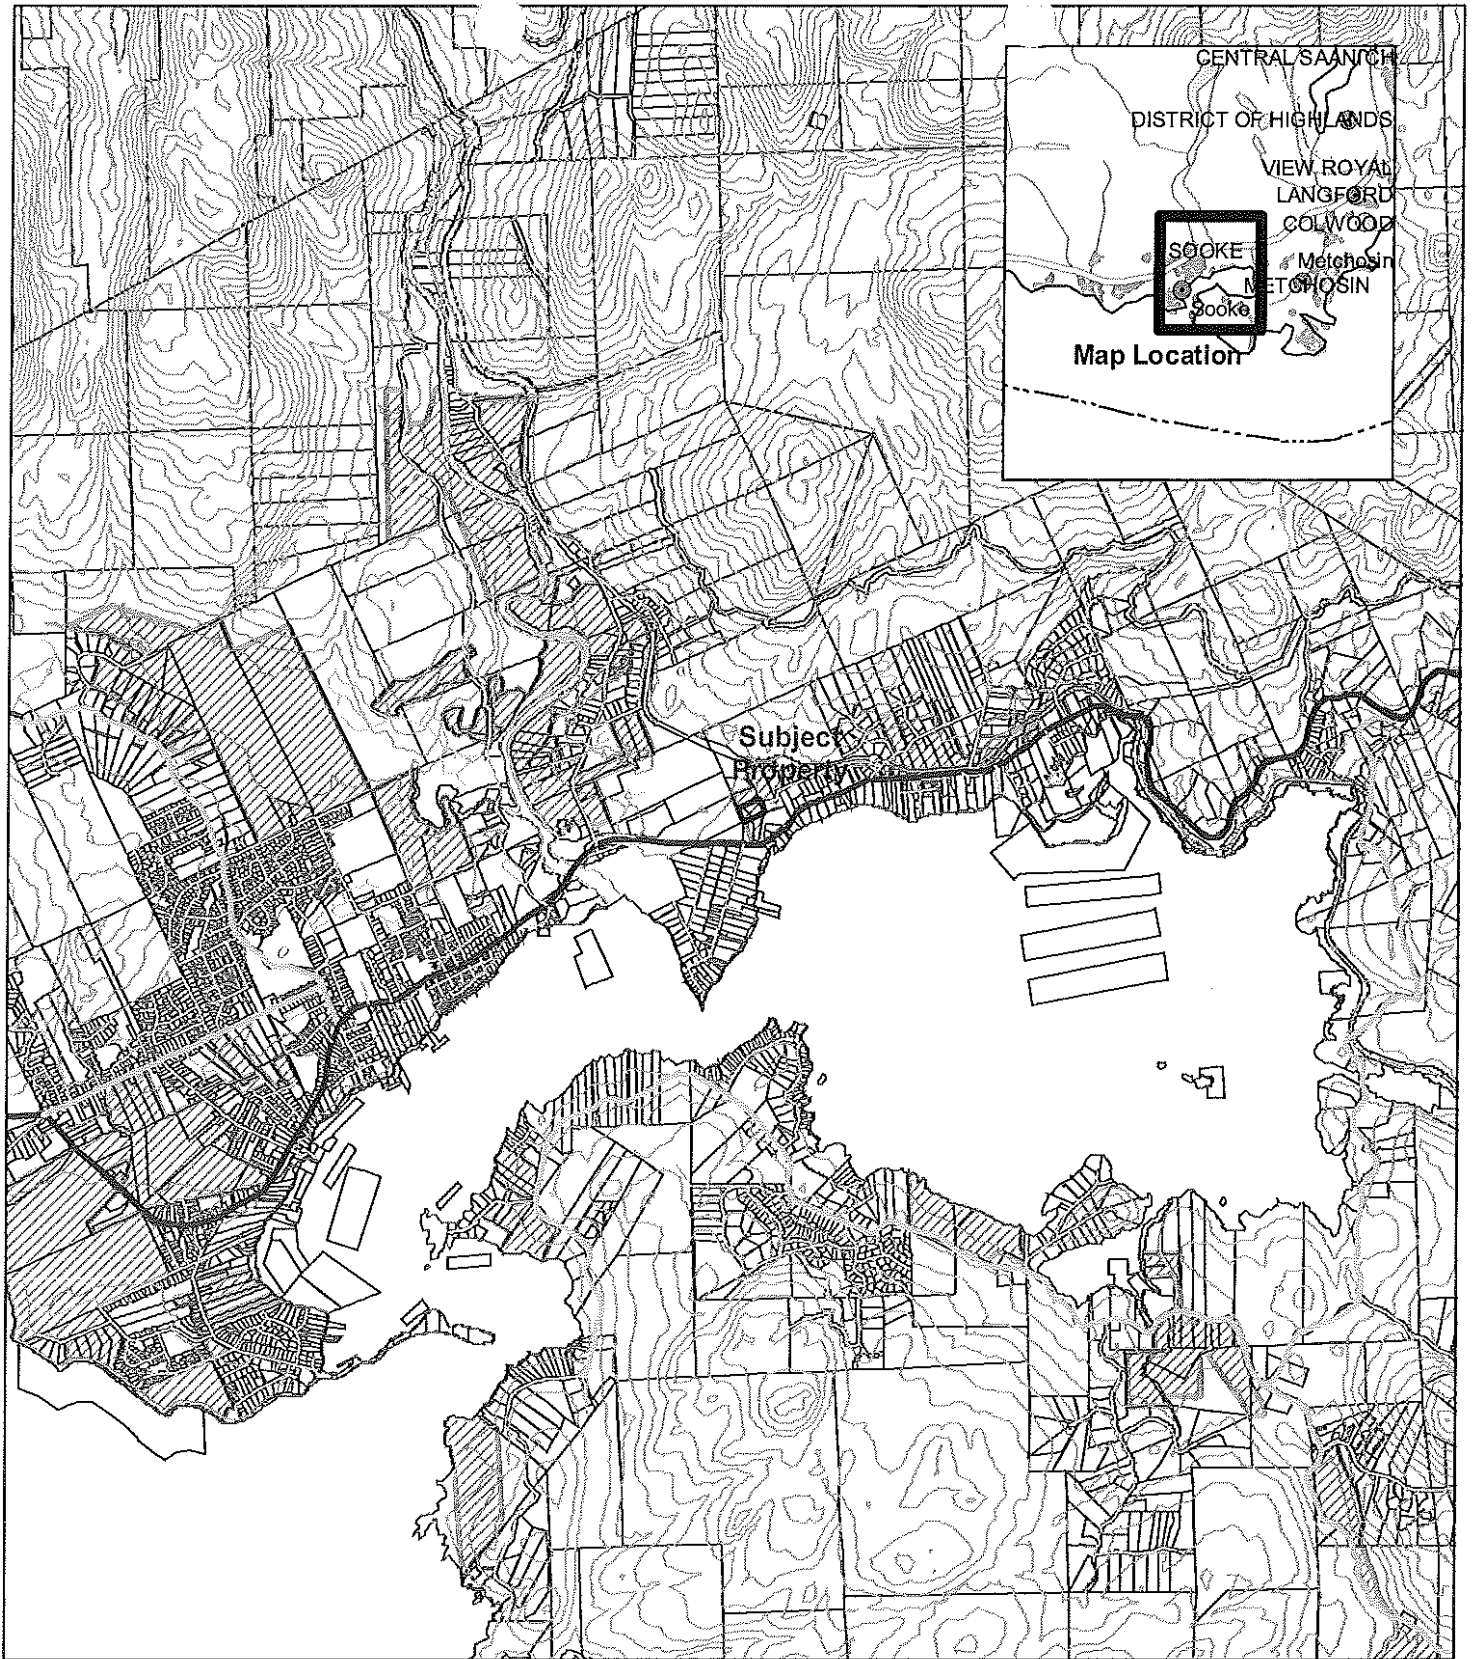 CENTRAL SAANICH
DISTRICT OF HIGHLANDS
VIEW ROYAL
LANGFORD
COLWOOD
SOOKE
Metchosin
METCHOSIN
Sooke
Map Location
Subject
Property